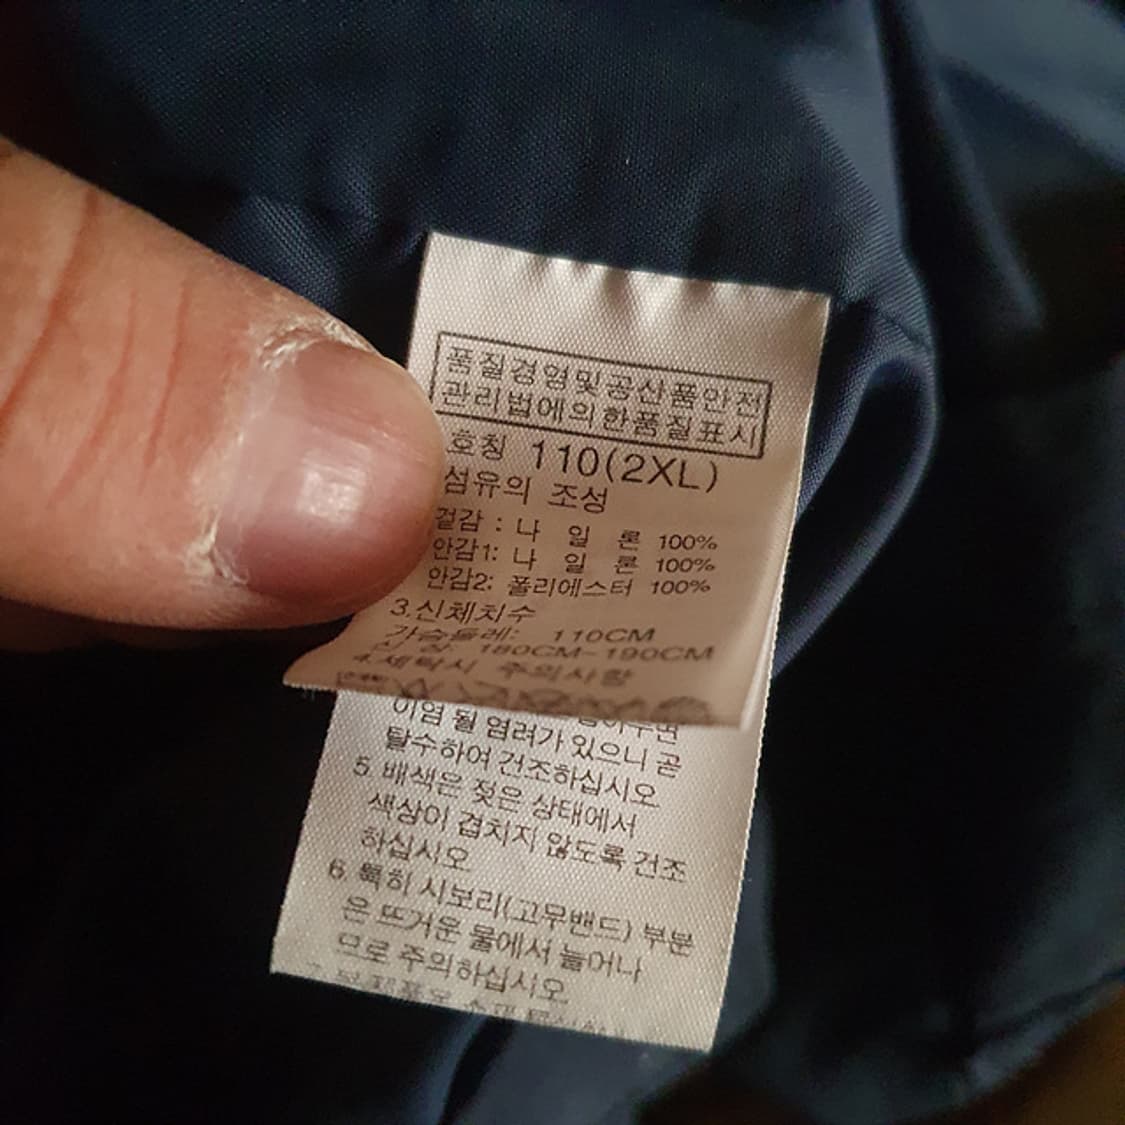 품질경영및공산품안전
관리법에의한품질표시
호칭 110(2XL)
섬유의 조성
겉감 : 나 일 론 100%
안감1: 나 일 론 100%
안감2: 폴리에스터 100%
3.신체치수
가슴둘레: 110CM
신 장: 180CM-190CM
4.세탁시 주의사항
이염 될 염려가 있으니 곧
탈수하여 건조하십시오
5. 배색은 젖은 상태에서
색상이 겹치지 않도록 건조
하십시오
6. 특히 시보리(고무밴드) 부분
은 뜨거운 물에서 늘어나
므로 주의하십시오